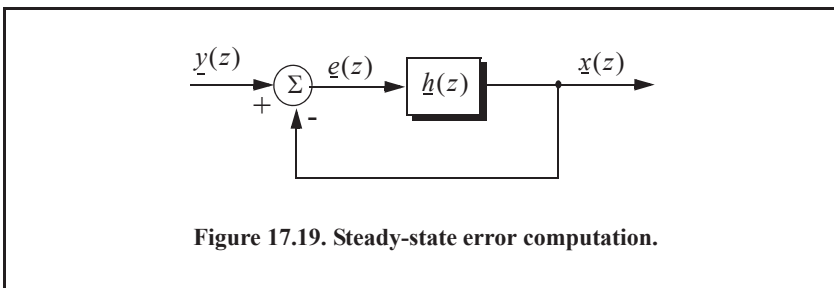 y(z)
e(z)
x(z)
Σ
h(z)
+
-
Figure 17.19. Steady-state error computation.